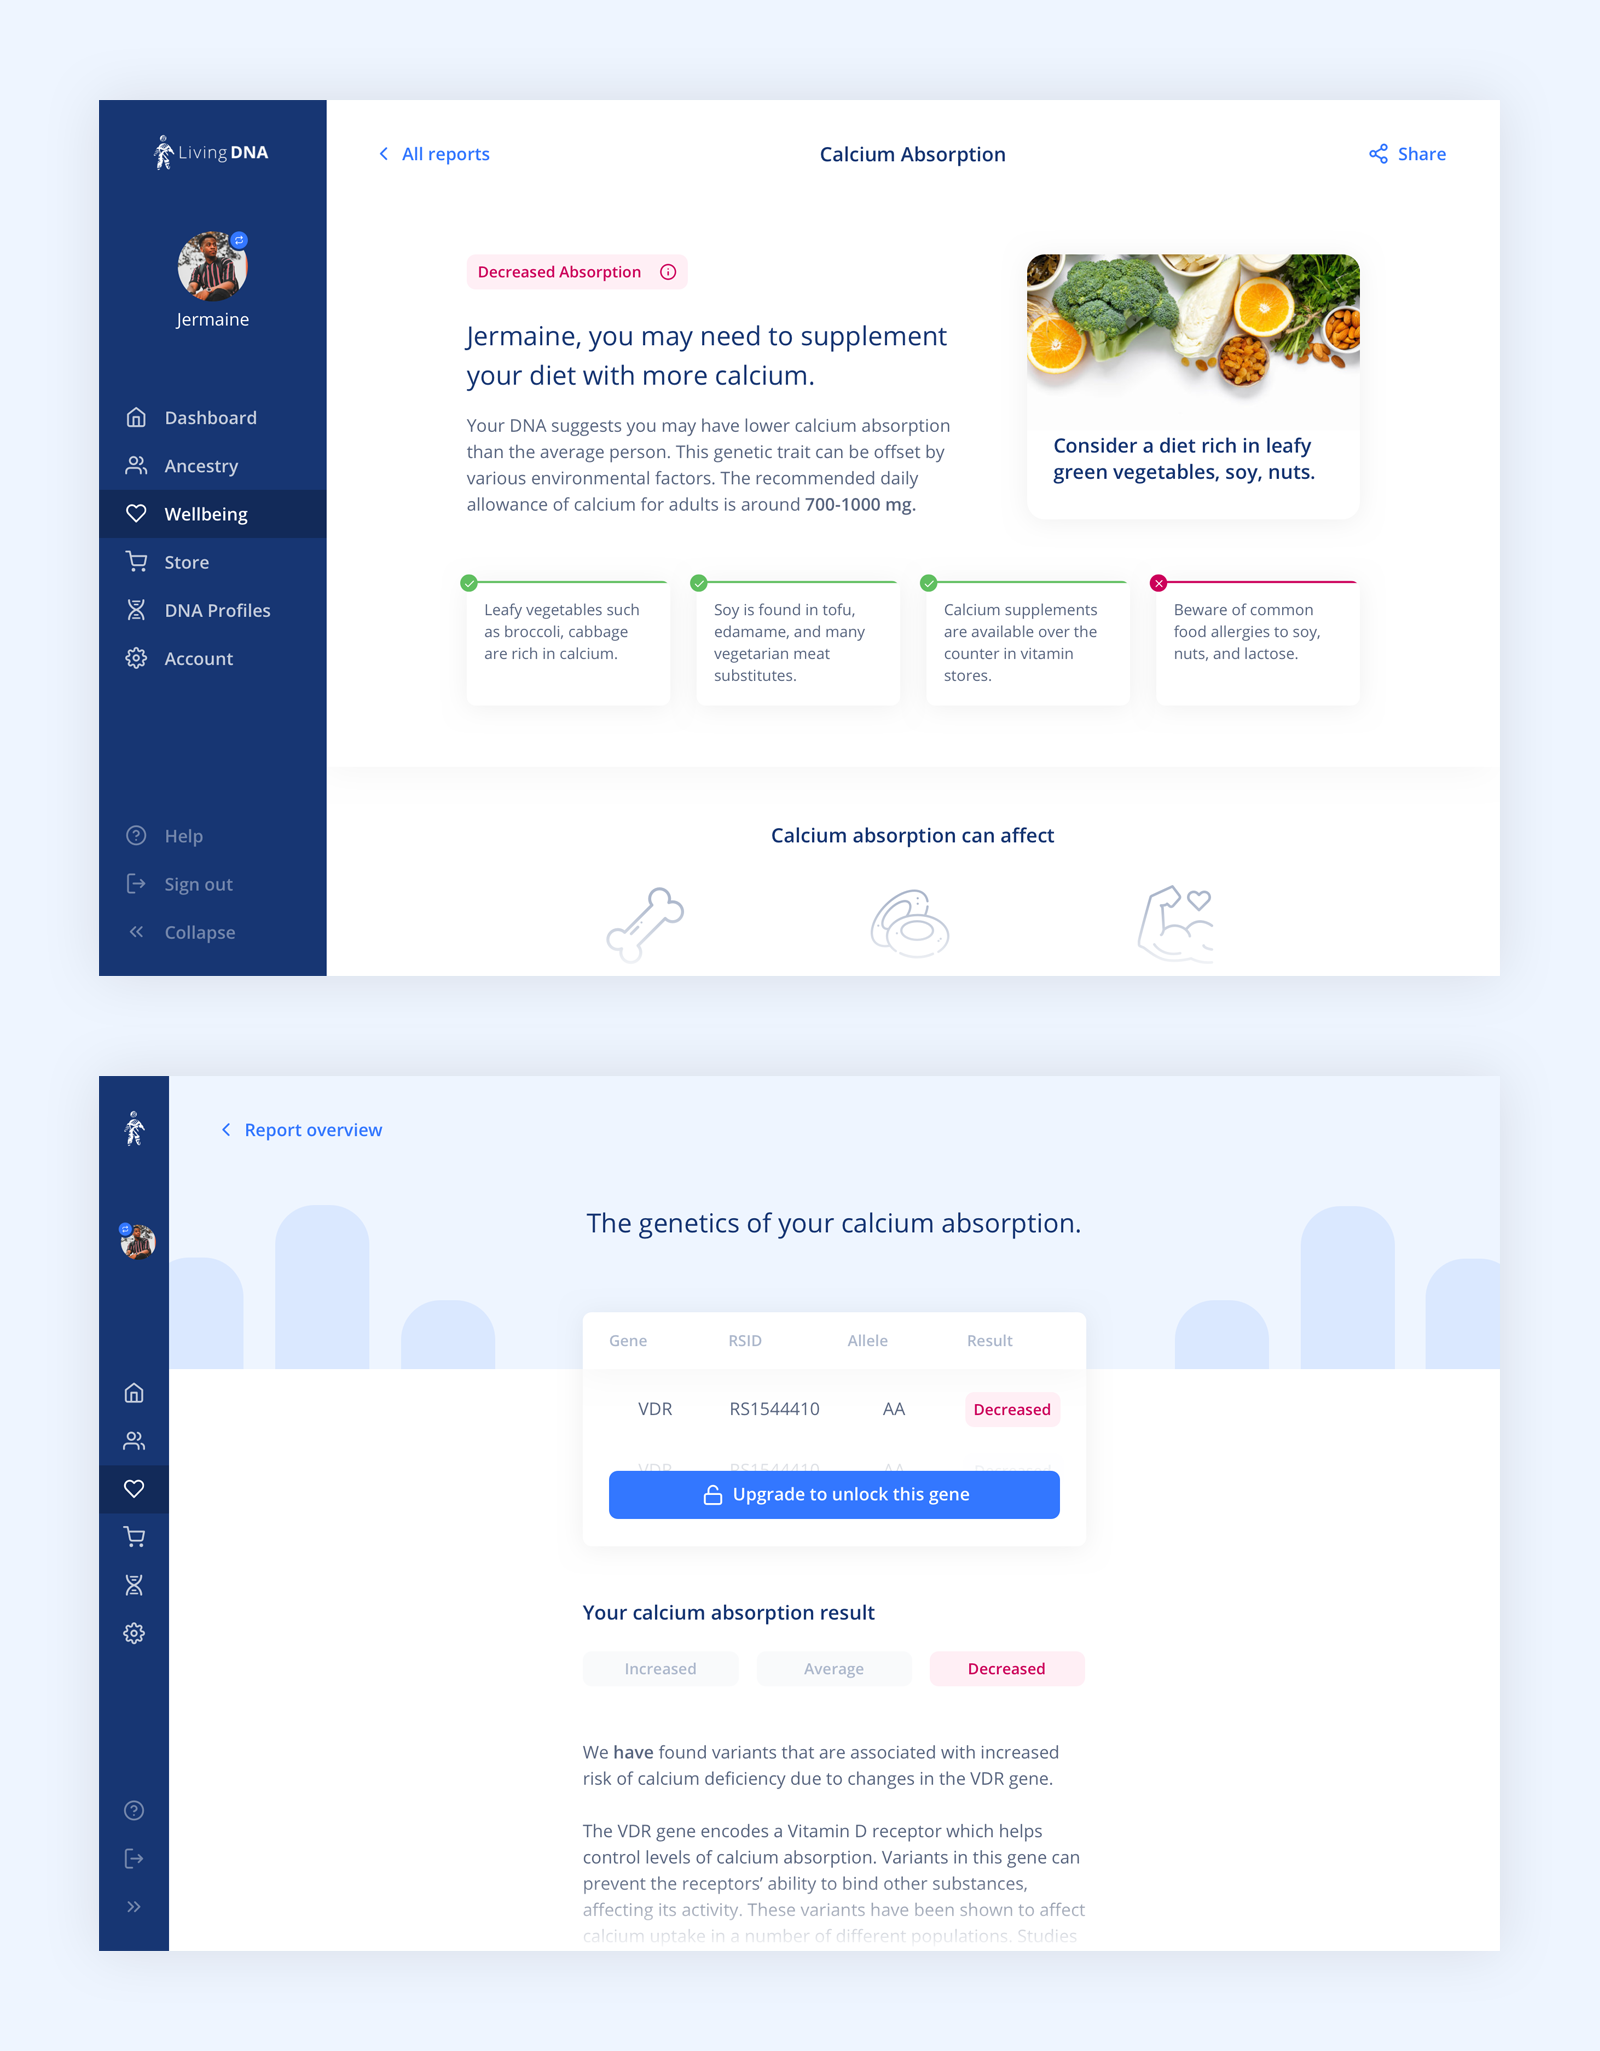 Living DNA
Jermaine
Dashboard
Ancestry
Wellbeing
Store
DNA Profiles
Account
Help
Sign out
Collapse
All reports
Calcium Absorption
Share
Decreased Absorption
Jermaine, you may need to supplement
your diet with more calcium.
Your DNA suggests you may have lower calcium absorption
than the average person. This genetic trait can be offset by
various environmental factors. The recommended daily
allowance of calcium for adults is around 700-1000 mg.
Consider a diet rich in leafy
green vegetables, soy, nuts.
Leafy vegetables such
as broccoli, cabbage
are rich in calcium.
Soy is found in tofu,
edamame, and many
vegetarian meat
substitutes.
Calcium supplements
are available over the
counter in vitamin
stores.
Beware of common
food allergies to soy,
nuts, and lactose.
Calcium absorption can affect
Report overview
The genetics of your calcium absorption.
Gene RSID Allele Result
VDR RS1544410 AA Decreased
VDR RS1544410 AA Decreased
Upgrade to unlock this gene
Your calcium absorption result
Increased Average Decreased
We have found variants that are associated with increased
risk of calcium deficiency due to changes in the VDR gene.
The VDR gene encodes a Vitamin D receptor which helps
control levels of calcium absorption. Variants in this gene can
prevent the receptors’ ability to bind other substances,
affecting its activity. These variants have been shown to affect
calcium uptake in a number of different populations. Studies